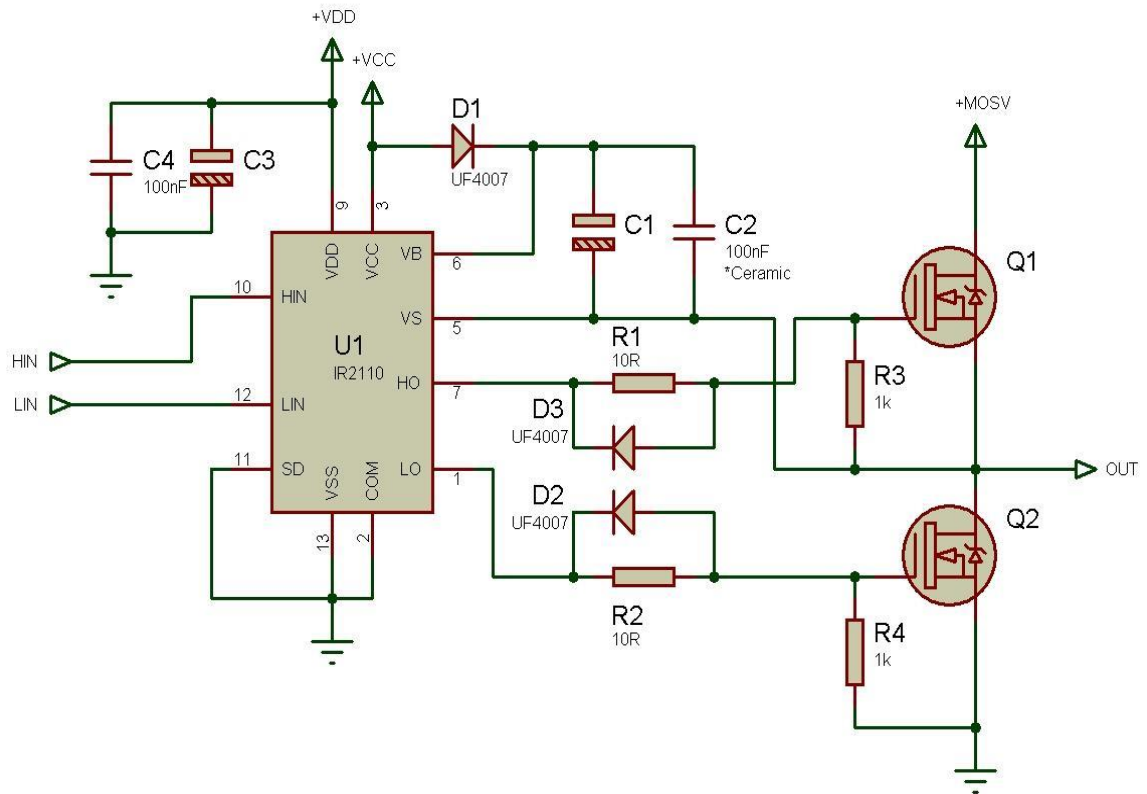 +VDD
+VCC
+MOSV
D1
UF4007
C4
100nF
C3
C1
C2
100nF
*Ceramic
9
3
VDD
VCC
VB
6
Q1
10
HIN
VS
5
HIN
U1
IR2110
R1
10R
HO
7
R3
1k
LIN
12
LIN
D3
UF4007
11
SD
VSS
COM
LO
1
OUT
D2
UF4007
Q2
13
2
R2
10R
R4
1k